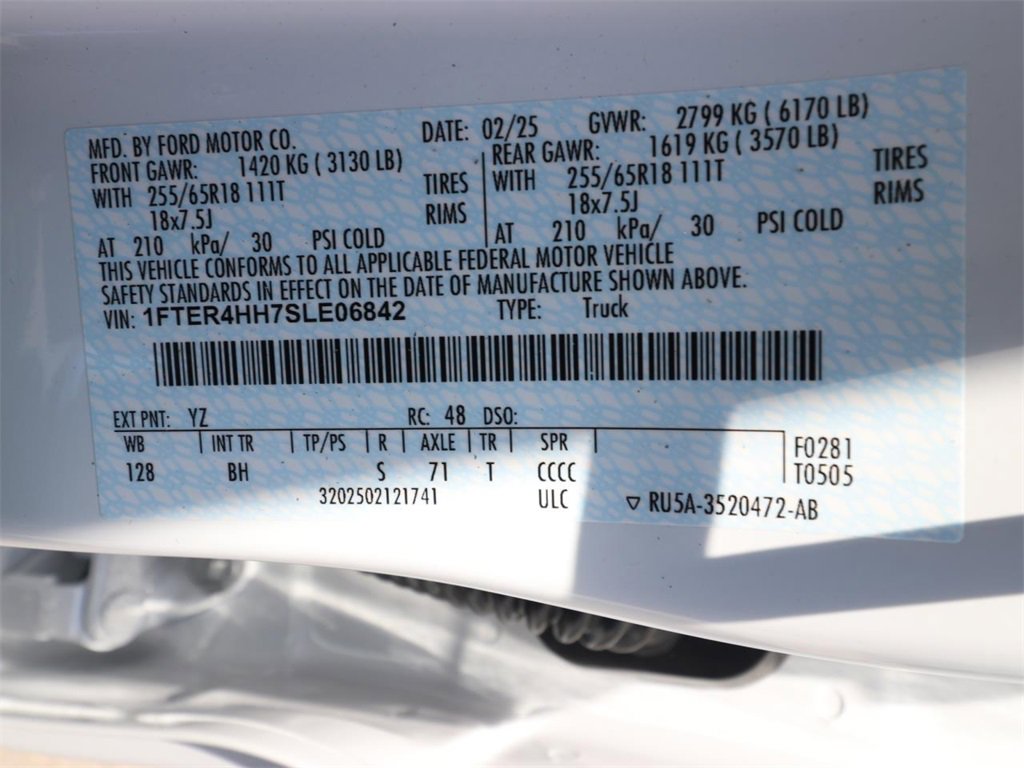 MFD. BY FORD MOTOR CO. DATE: 02/25 GVWR: 2799 KG ( 6170 LB)
FRONT GAWR: 1420 KG ( 3130 LB) REAR GAWR: 1619 KG ( 3570 LB)
WITH 255/65R18 111T TIRES WITH 255/65R18 111T TIRES
18x7.5J RIMS 18x7.5J RIMS
AT 210 kPa/ 30 PSI COLD AT 210 kPa/ 30 PSI COLD
THIS VEHICLE CONFORMS TO ALL APPLICABLE FEDERAL MOTOR VEHICLE
SAFETY STANDARDS IN EFFECT ON THE DATE OF MANUFACTURE SHOWN ABOVE.
VIN: 1FTER4HH7SLE06842 TYPE: Truck
EXT PNT: YZ RC: 48 DSO:
WB INT TR TP/PS R AXLE TR SPR F0281
128 BH S 71 T CCCC T0505
3202502121741 ULC ▽ RU5A-3520472-AB